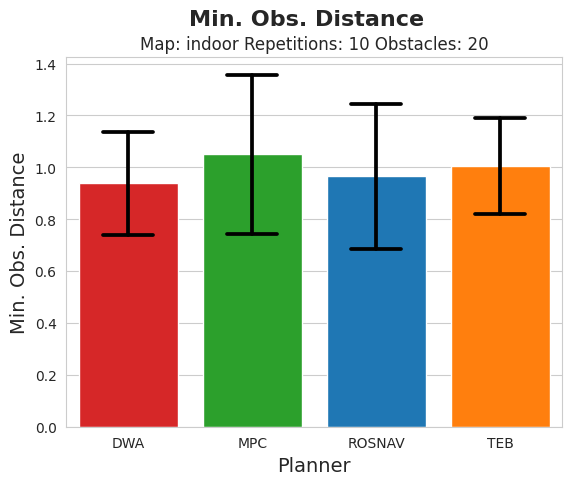 Min. Obs. Distance
Map: indoor Repetitions: 10 Obstacles: 20
Min. Obs. Distance
1.4
1.2
1.0
0.8
0.6
0.4
0.2
0.0
DWA MPC ROSNAV TEB
Planner